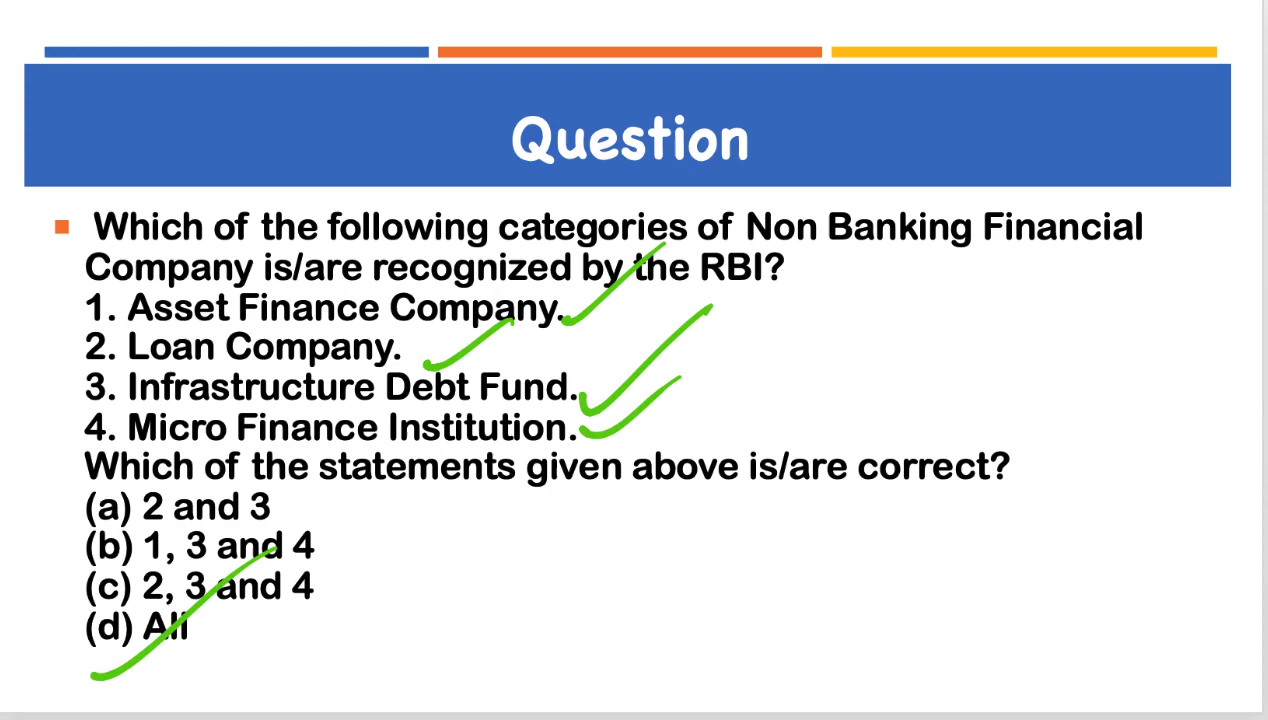 Question
Which of the following categories of Non Banking Financial
Company is/are recognized by the RBI?
1. Asset Finance Company.
2. Loan Company.
3. Infrastructure Debt Fund.
4. Micro Finance Institution.
Which of the statements given above is/are correct?
(a) 2 and 3
(b) 1, 3 and 4
(c) 2, 3 and 4
(d) All